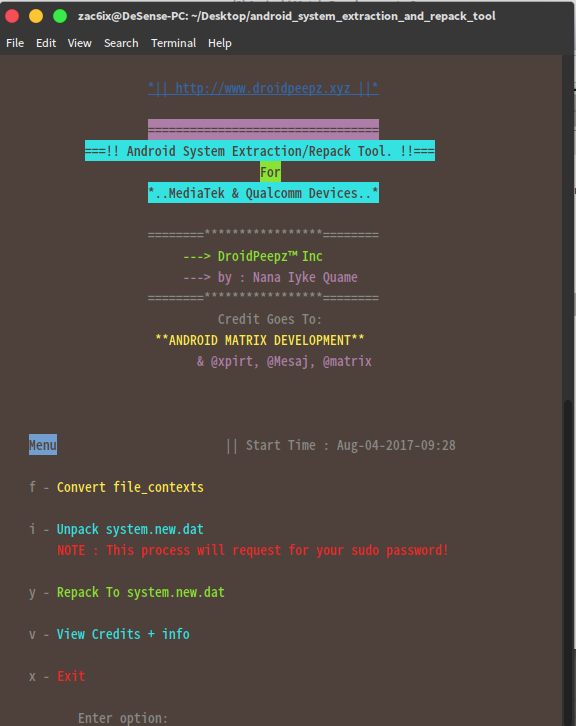 zac6ix@DeSense-PC: ~/Desktop/android_system_extraction_and_repack_tool
File Edit View Search Terminal Help
*|| http://www.droidpeepz.xyz ||*
=================================
===!! Android System Extraction/Repack Tool. !!===
For
*..MediaTek & Qualcomm Devices..*
========*****************========
---> DroidPeepz™ Inc
---> by : Nana Iyke Quame
========*****************========
Credit Goes To:
**ANDROID MATRIX DEVELOPMENT**
& @xpirt, @Mesaj, @matrix
Menu || Start Time : Aug-04-2017-09:28
f - Convert file_contexts
i - Unpack system.new.dat
NOTE : This process will request for your sudo password!
y - Repack To system.new.dat
v - View Credits + info
x - Exit
Enter option: